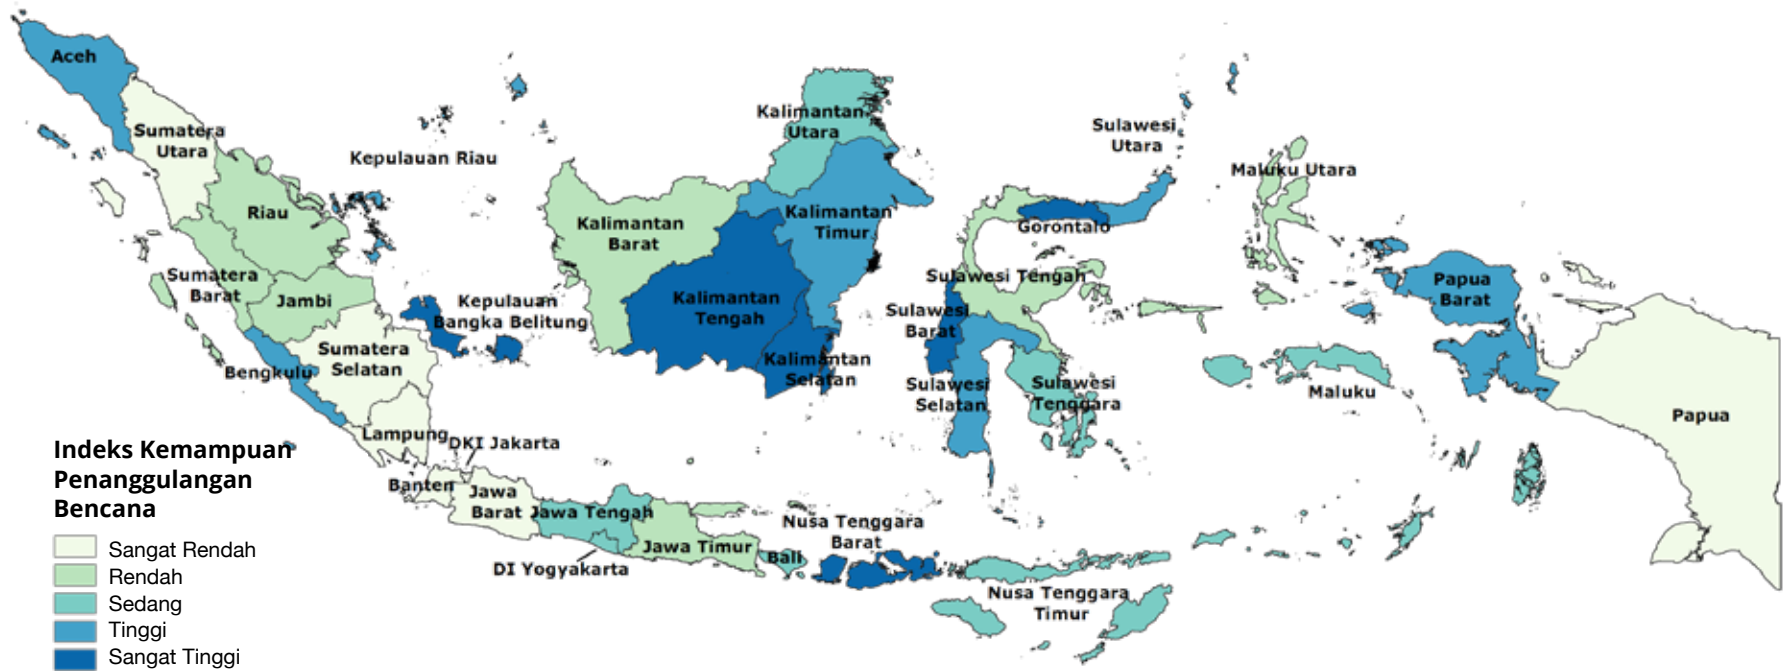 Aceh
Sumatera
Utara
Kepulauan Riau
Riau
Sumatera
Barat
Jambi
Kepulauan
Bangka Belitung
Sumatera
Selatan
Bengkulu
Lampung
DKI Jakarta
Banten
Jawa
Barat
Jawa Tengah
DI Yogyakarta
Jawa Timur
Bali
Nusa Tenggara
Barat
Nusa Tenggara
Timur
Kalimantan
Utara
Kalimantan
Barat
Kalimantan
Timur
Kalimantan
Tengah
Kalimantan
Selatan
Sulawesi
Utara
Gorontalo
Sulawesi Tengah
Sulawesi
Barat
Sulawesi
Selatan
Sulawesi
Tenggara
Maluku Utara
Maluku
Papua
Barat
Papua
Indeks Kemampuan
Penanggulangan
Bencana
Sangat Rendah
Rendah
Sedang
Tinggi
Sangat Tinggi